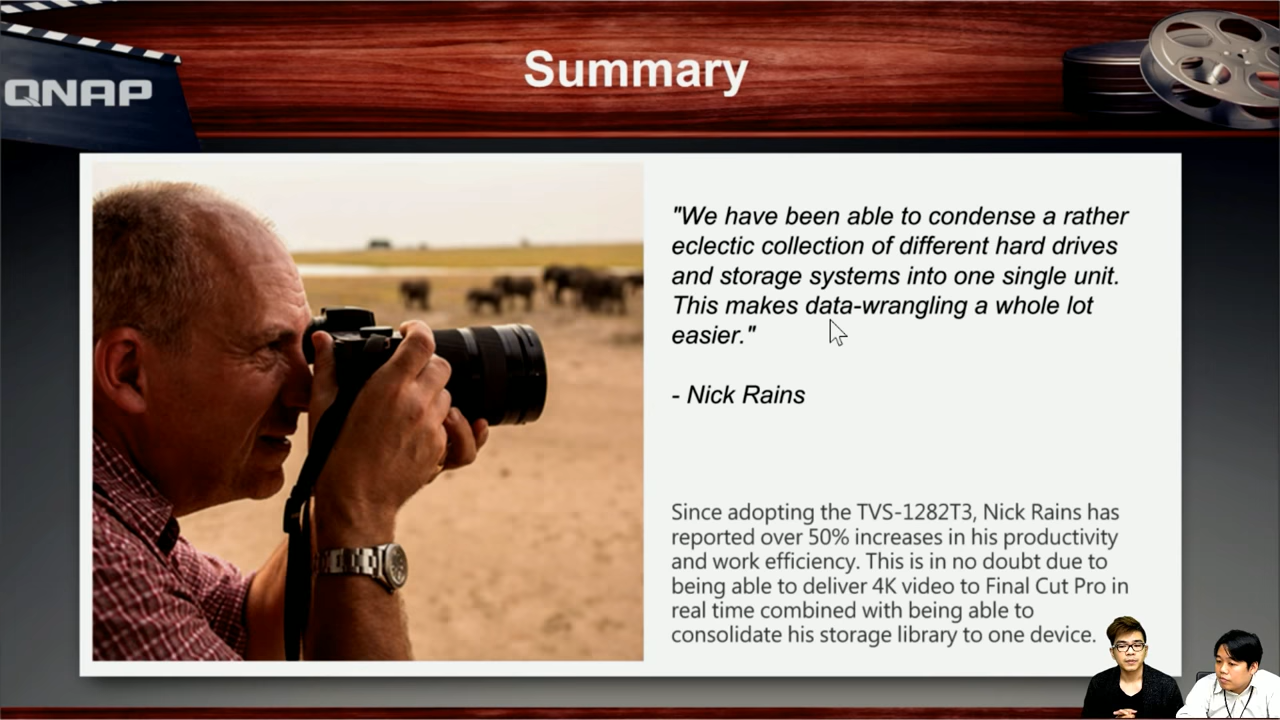 QNAP
Summary
"We have been able to condense a rather
eclectic collection of different hard drives
and storage systems into one single unit.
This makes data-wrangling a whole lot
easier."
- Nick Rains
Since adopting the TVS-1282T3, Nick Rains has
reported over 50% increases in his productivity
and work efficiency. This is in no doubt due to
being able to deliver 4K video to Final Cut Pro in
real time combined with being able to
consolidate his storage library to one device.